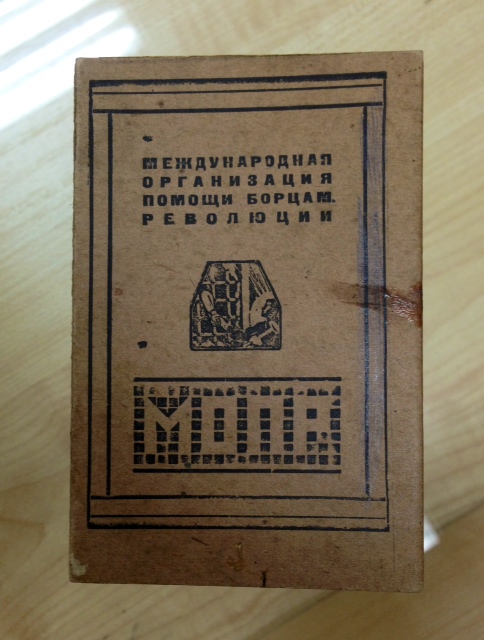 МЕЖДУНАРОДНАЯ
ОРГАНИЗАЦИЯ
ПОМОЩИ БОРЦАМ.
РЕВОЛЮЦИИ
МОПР